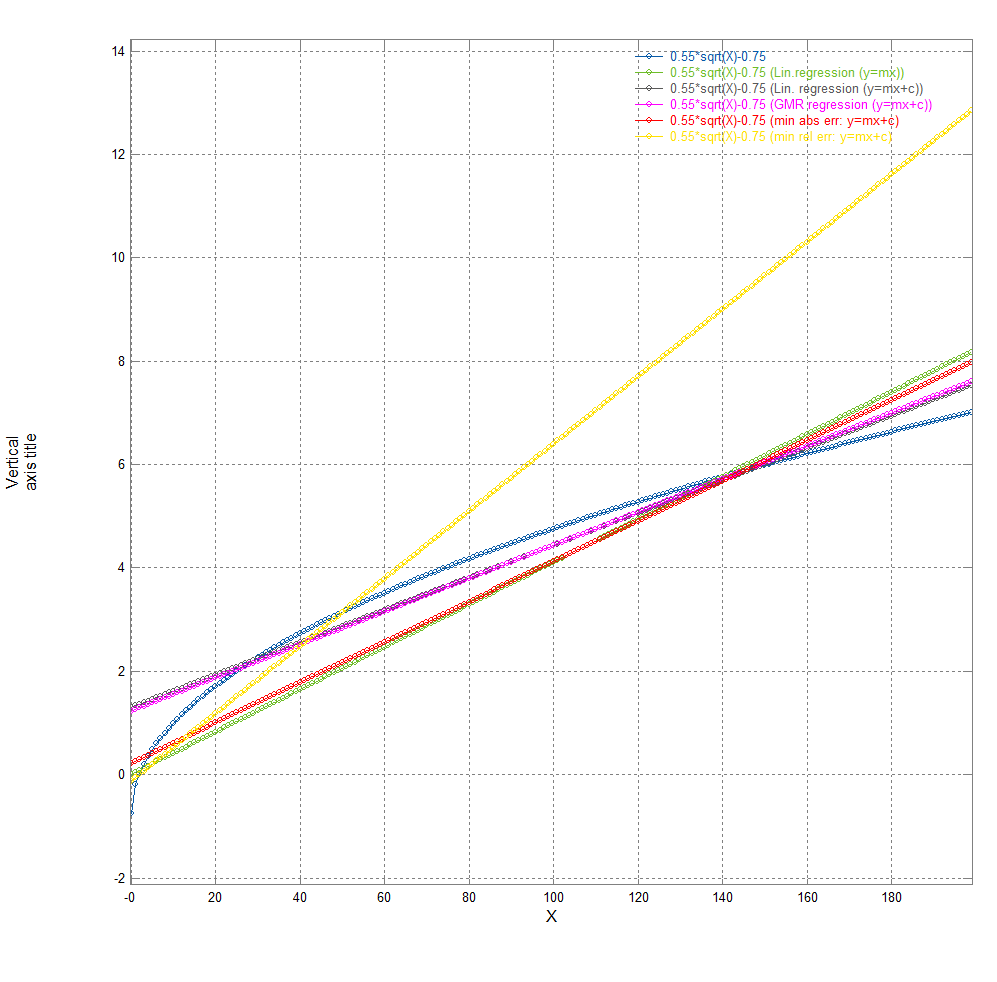 14
12
10
8
6
4
2
0
-2
-0 20 40 60 80 100 120 140 160 180
X
Vertical
axis title
0.55*sqrt(X)-0.75
0.55*sqrt(X)-0.75 (Lin.regression (y=mx))
0.55*sqrt(X)-0.75 (Lin. regression (y=mx+c))
0.55*sqrt(X)-0.75 (GMR regression (y=mx+c))
0.55*sqrt(X)-0.75 (min abs err: y=mx+c)
0.55*sqrt(X)-0.75 (min rel err: y=mx+c)